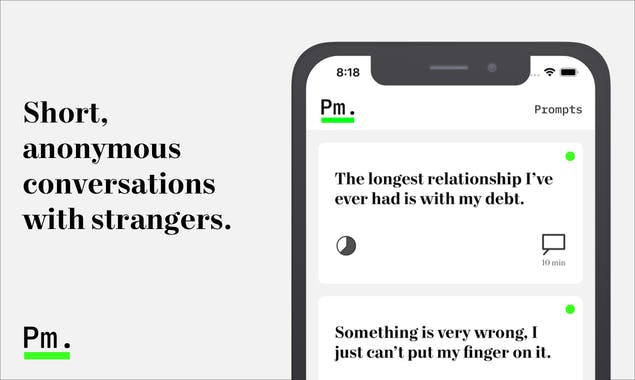 Short,
anonymous
conversations
with strangers.
Pm.
8:18
Pm.
Prompts
The longest relationship I’ve
ever had is with my debt.
10 min
Something is very wrong, I
just can’t put my finger on it.